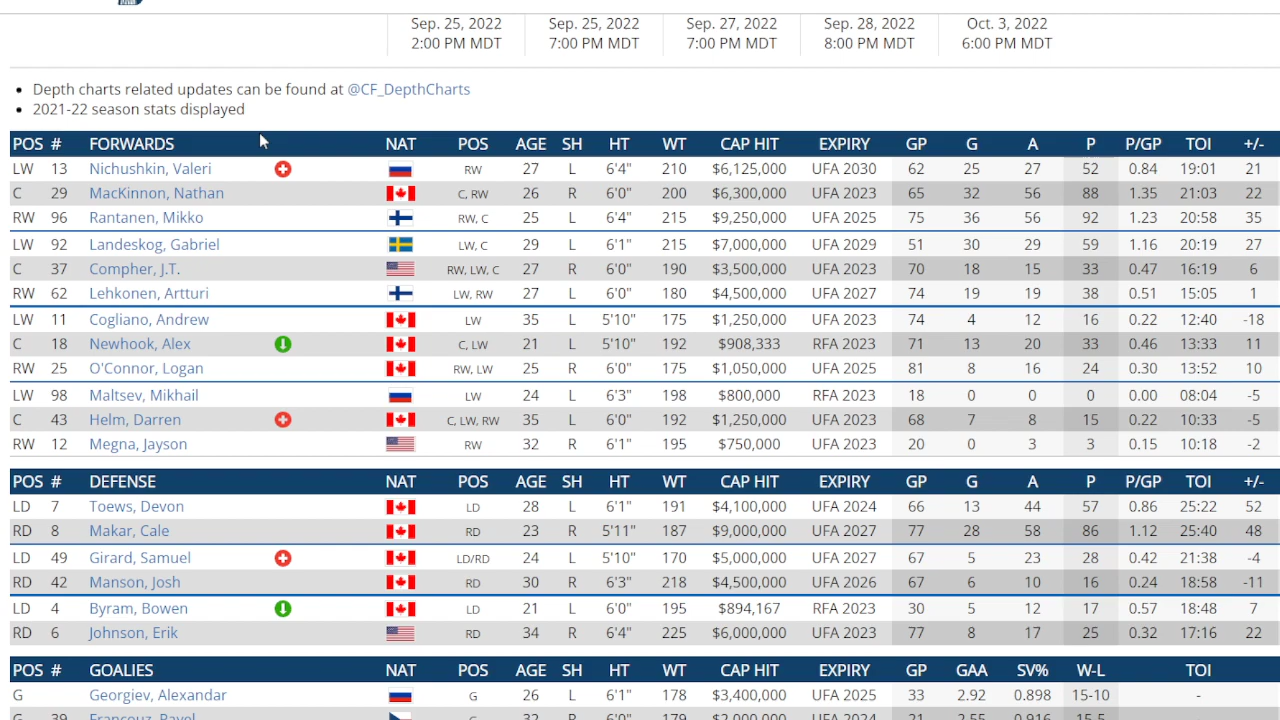 Sep. 25, 2022 Sep. 25, 2022 Sep. 27, 2022 Sep. 28, 2022 Oct. 3, 2022
2:00 PM MDT 7:00 PM MDT 7:00 PM MDT 8:00 PM MDT 6:00 PM MDT
Depth charts related updates can be found at @CF_DepthCharts
2021-22 season stats displayed
POS # FORWARDS NAT POS AGE SH HT WT CAP HIT EXPIRY GP G A P P/GP TOI +/-
LW 13 Nichushkin, Valeri RW 27 L 6'4" 210 $6,125,000 UFA 2030 62 25 27 52 0.84 19:01 21
C 29 MacKinnon, Nathan C, RW 26 R 6'0" 200 $6,300,000 UFA 2023 65 32 56 88 1.35 21:03 22
RW 96 Rantanen, Mikko RW, C 25 L 6'4" 215 $9,250,000 UFA 2025 75 36 56 92 1.23 20:58 35
LW 92 Landeskog, Gabriel LW, C 29 L 6'1" 215 $7,000,000 UFA 2029 51 30 29 59 1.16 20:19 27
C 37 Compher, J.T. RW, LW, C 27 R 6'0" 190 $3,500,000 UFA 2023 70 18 15 33 0.47 16:19 6
RW 62 Lehkonen, Artturi LW, RW 27 L 6'0" 180 $4,500,000 UFA 2027 74 19 19 38 0.51 15:05 1
LW 11 Cogliano, Andrew LW 35 L 5'10" 175 $1,250,000 UFA 2023 74 4 12 0.22 12:40 -18
C 18 Newhook, Alex C, LW 21 L 5'10" 192 $908,333 RFA 2023 71 13 20 33 0.46 13:33 11
RW 25 O'Connor, Logan RW, LW 25 R 6'0" 175 $1,050,000 UFA 2025 81 8 16 24 0.30 13:52 10
LW 98 Maltsev, Mikhail LW 24 L 6'3" 198 $800,000 RFA 2023 18 0 0 0 0.00 08:04 -5
C 43 Helm, Darren C, LW, RW 35 L 6'0" 192 $1,250,000 UFA 2023 68 7 8 15 0.22 10:33 -5
RW 12 Megna, Jayson RW 32 R 6'1" 195 $750,000 UFA 2023 20 0 3 3 0.15 10:18 -2
POS # DEFENSE NAT POS AGE SH HT WT CAP HIT EXPIRY GP G A P P/GP TOI +/-
LD 7 Toews, Devon LD 28 L 6'1" 191 $4,100,000 UFA 2024 66 13 44 57 0.86 25:22 52
RD 8 Makar, Cale RD 23 R 5'11" 187 $9,000,000 UFA 2027 77 28 58 86 1.12 25:40 48
LD 49 Girard, Samuel LD/RD 24 L 5'10" 170 $5,000,000 UFA 2027 67 5 23 28 0.42 21:38 -4
RD 42 Manson, Josh RD 30 R 6'3" 218 $4,500,000 UFA 2026 67 6 10 16 0.24 18:58 -11
LD 4 Byram, Bowen LD 21 L 6'0" 195 $894,167 RFA 2023 30 5 12 17 0.57 18:48 7
RD 6 Johnson, Erik RD 34 R 6'4" 225 $6,000,000 UFA 2023 77 8 17 25 0.32 17:16 22
POS # GOALIES NAT POS AGE SH HT WT CAP HIT EXPIRY GP GAA SV% W-L TOI
G Georgiev, Alexandar G 26 L 6'1" 178 $3,400,000 UFA 2025 33 2.92 0.898 15-10 -
G 39 Francouz, Pavel G 32 L 6'0" 179 $2,000,000 UFA 2024 21 2.55 0.916 15-5